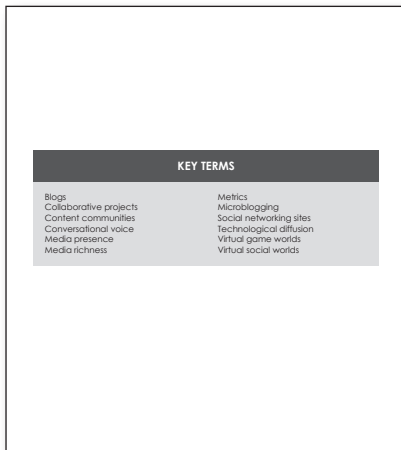 KEY TERMS
Blogs
Collaborative projects
Content communities
Conversational voice
Media presence
Media richness
Metrics
Microblogging
Social networking sites
Technological diffusion
Virtual game worlds
Virtual social worlds